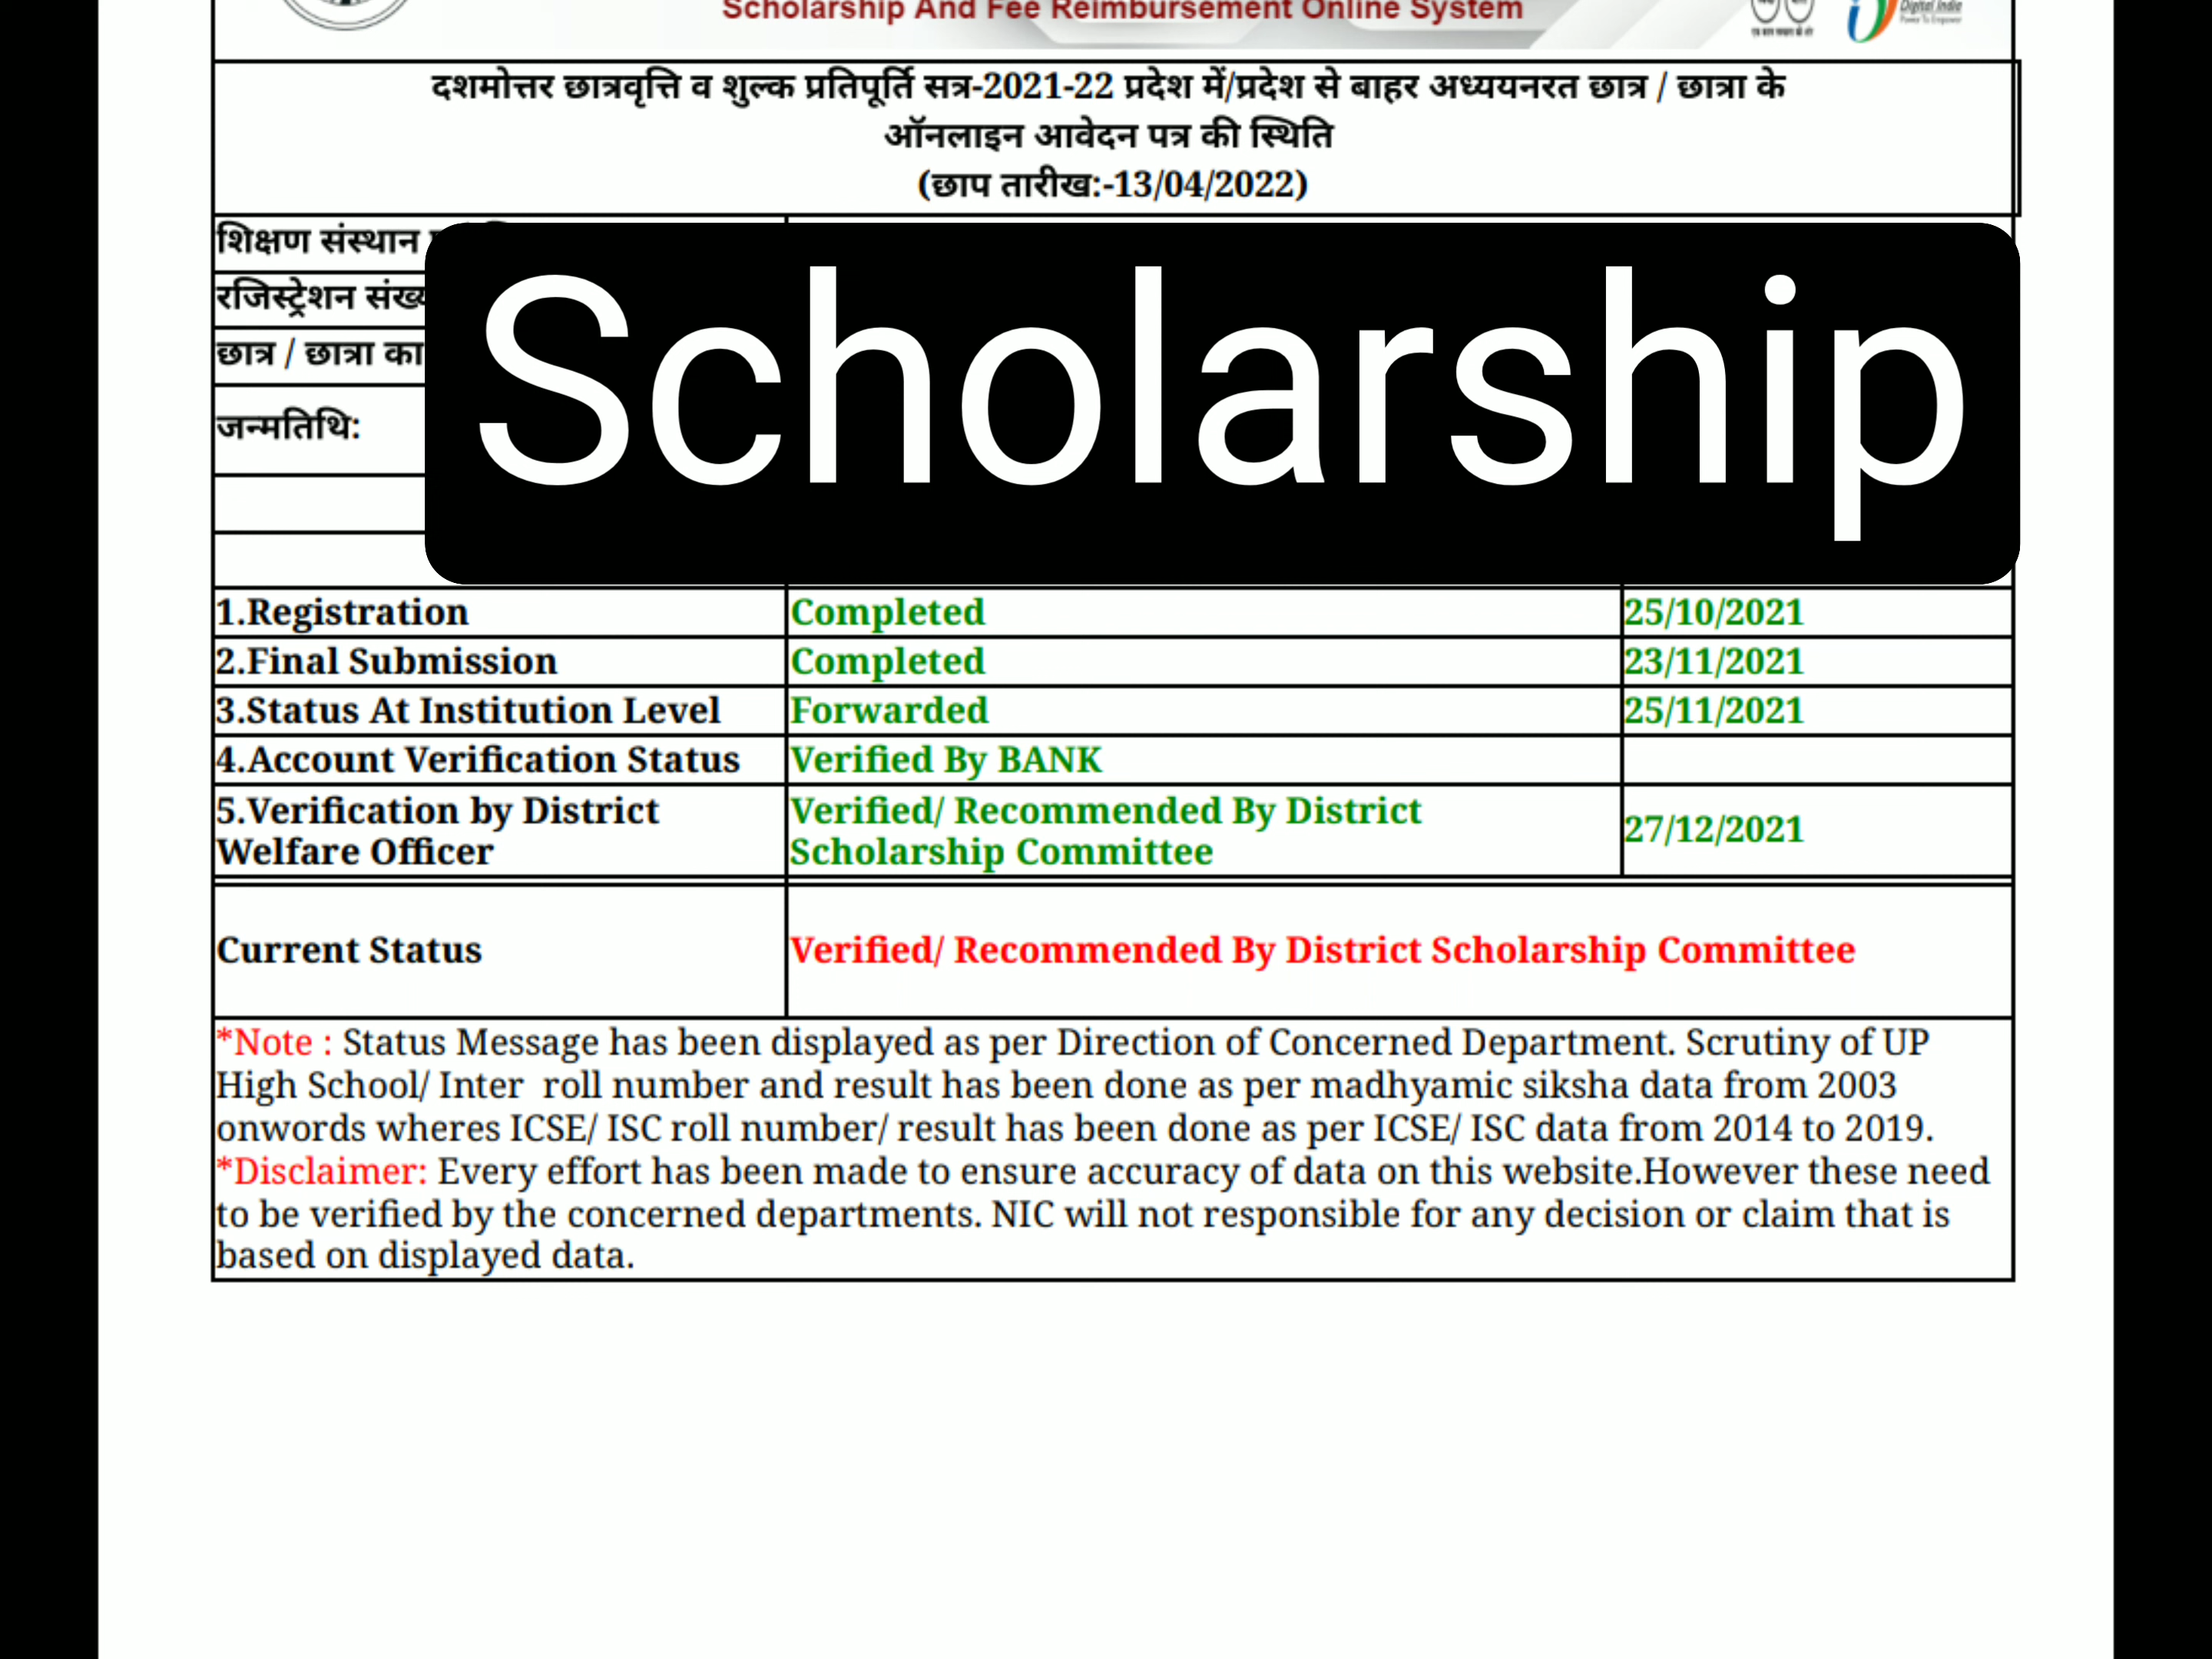 Scholarship And Fee Reimbursement Online System
Digital India
Power To Empower
दशमोत्तर छात्रवृत्ति व शुल्क प्रतिपूर्ति सत्र-2021-22 प्रदेश में/प्रदेश से बाहर अध्ययनरत छात्र / छात्रा के
ऑनलाइन आवेदन पत्र की स्थिति
(छाप तारीख:-13/04/2022)
शिक्षण संस्थान
रजिस्ट्रेशन
छात्र / छात्रा का
जन्मतिथि:
Scholarship
1.Registration Completed 25/10/2021
2.Final Submission Completed 23/11/2021
3.Status At Institution Level Forwarded 25/11/2021
4.Account Verification Status Verified By BANK
5.Verification by District Verified/ Recommended By District 27/12/2021
Welfare Officer Scholarship Committee
Current Status Verified/ Recommended By District Scholarship Committee
*Note : Status Message has been displayed as per Direction of Concerned Department. Scrutiny of UP
High School/ Inter roll number and result has been done as per madhyamic siksha data from 2003
onwords wheres ICSE/ ISC roll number/ result has been done as per ICSE/ ISC data from 2014 to 2019.
*Disclaimer: Every effort has been made to ensure accuracy of data on this website.However these need
to be verified by the concerned departments. NIC will not responsible for any decision or claim that is
based on displayed data.